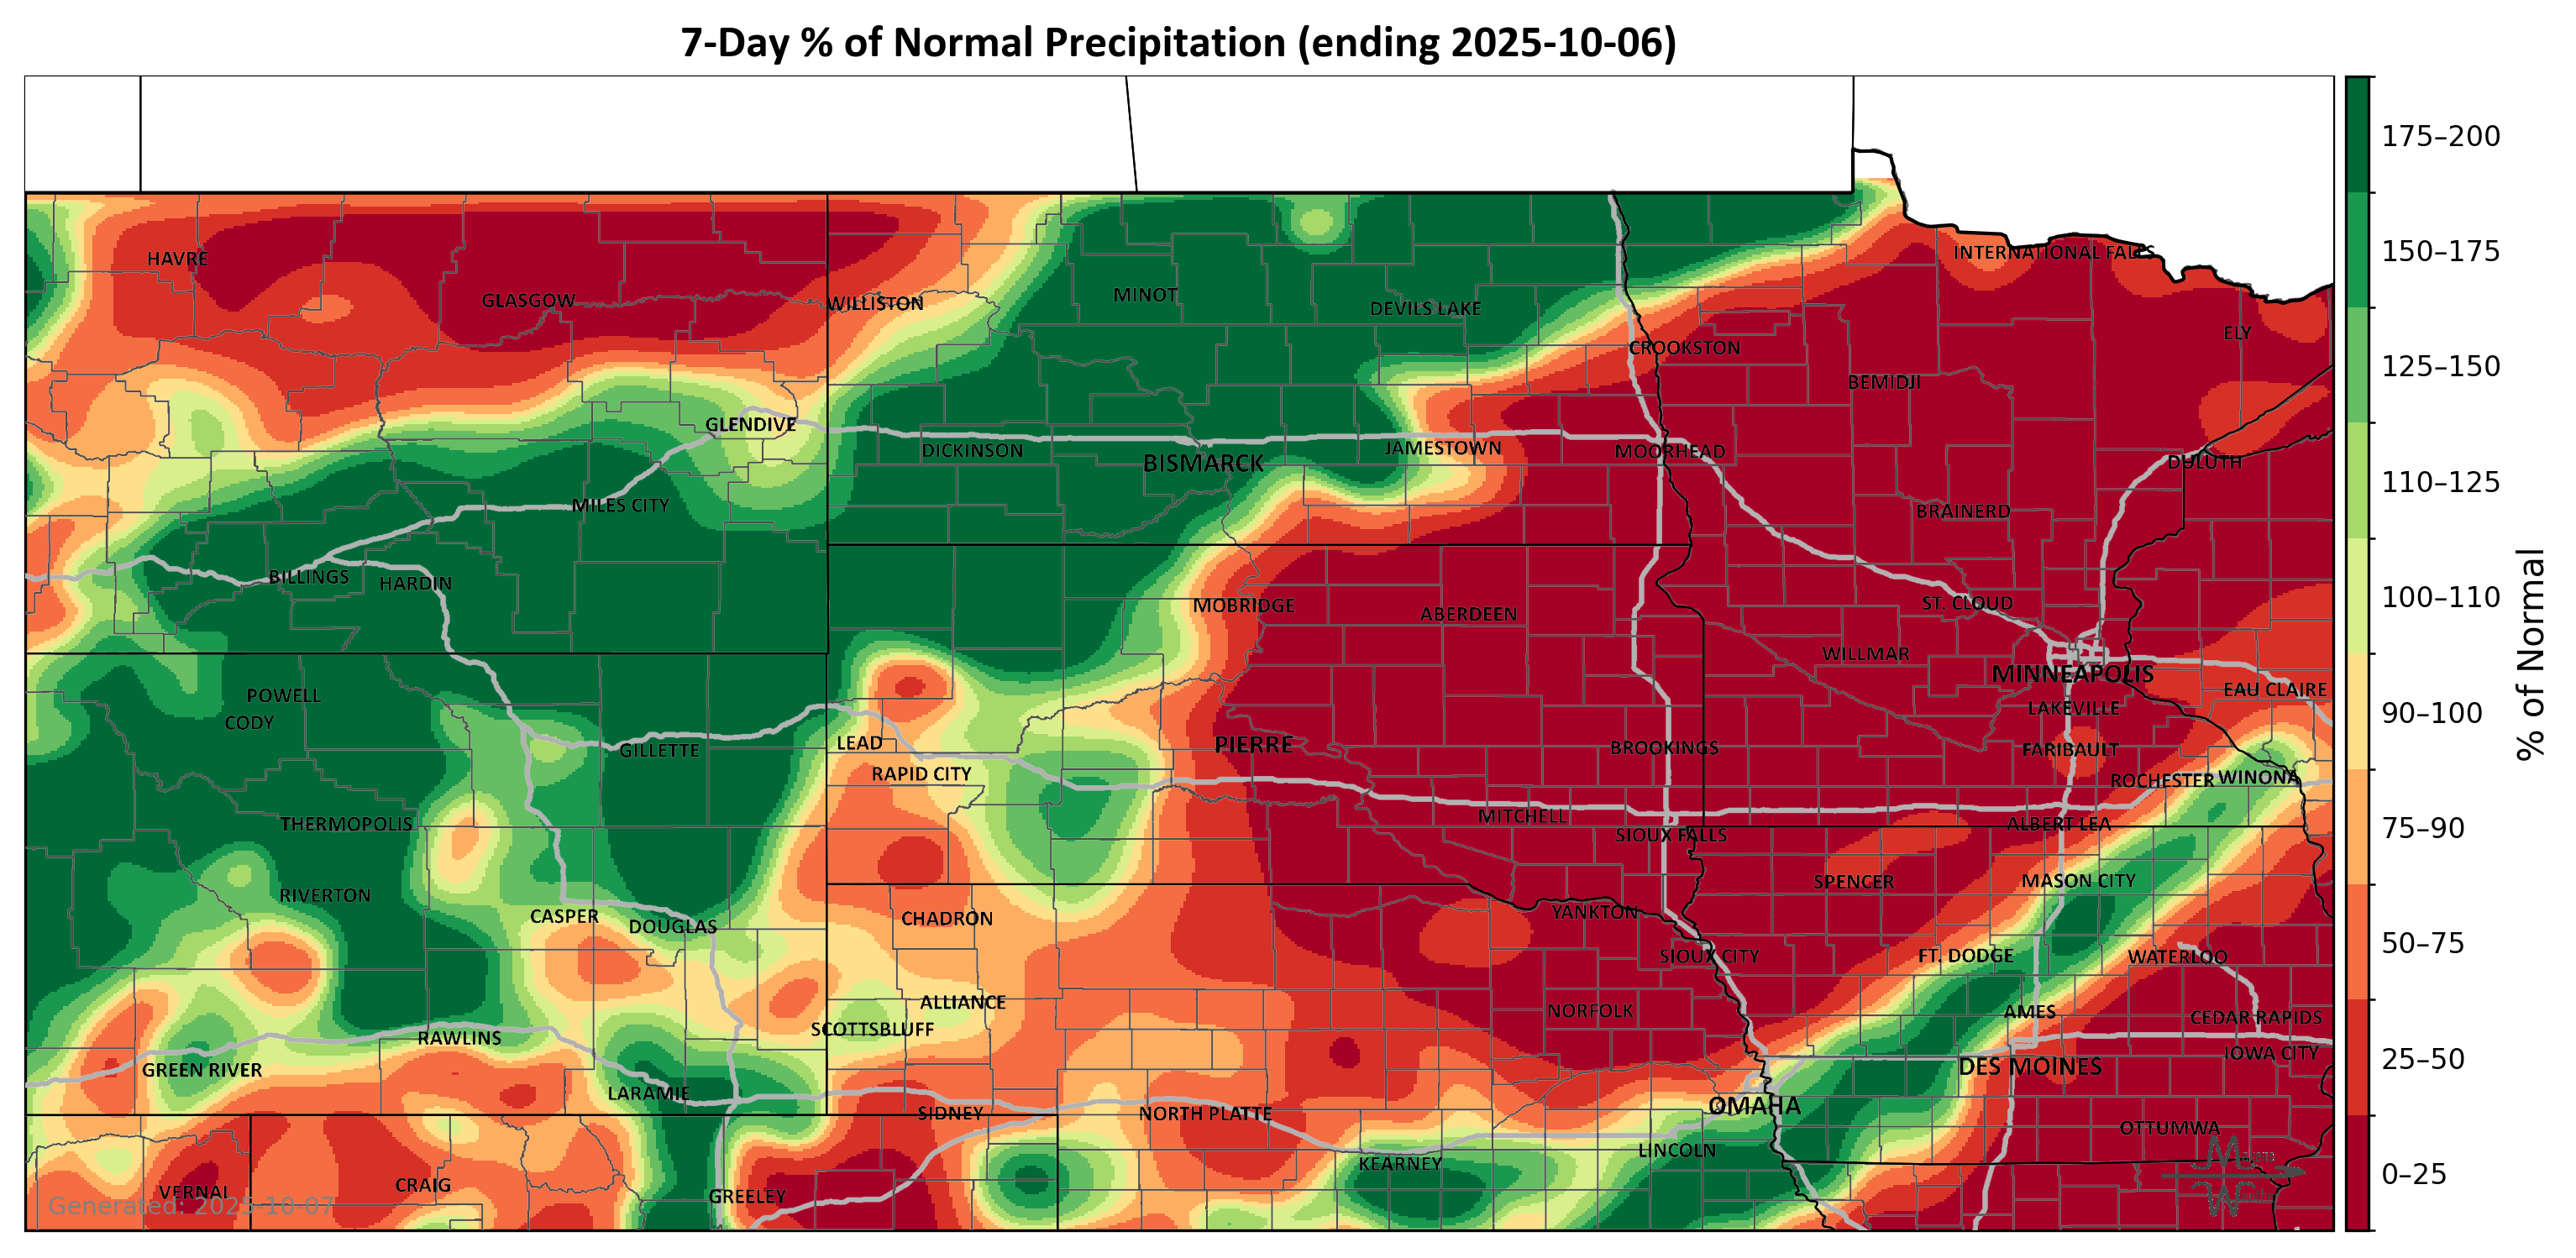 7-Day % of Normal Precipitation (ending 2025-10-06)
175–200
HAVRE
INTERNATIONAL FALLS
150–175
GLASGOW
WILLISTON
MINOT
DEVILS LAKE
ELY
CROOKSTON
125–150
BEMIDJI
GLENDIVE
DICKINSON
BISMARCK
JAMESTOWN
MOORHEAD
DULUTH
110–125
MILES CITY
BRAINERD
BILLINGS
HARDIN
MOBRIDGE
ABERDEEN
ST. CLOUD
100–110
% of Normal
WILLMAR
MINNEAPOLIS
POWELL
EAU CLAIRE
CODY
LAKEVILLE
90–100
GILLETTE
LEAD
PIERRE
BROOKINGS
FARIBAULT
RAPID CITY
ROCHESTER
WINONA
THERMOPOLIS
MITCHELL
ALBERT LEA
75–90
SIOUX FALLS
RIVERTON
SPENCER
MASON CITY
CASPER
DOUGLAS
CHADRON
YANKTON
50–75
SIOUX CITY
FT. DODGE
WATERLOO
ALLIANCE
NORFOLK
AMES
CEDAR RAPIDS
RAWLINS
SCOTTSBLUFF
IOWA CITY
25–50
GREEN RIVER
DES MOINES
LARAMIE
SIDNEY
NORTH PLATTE
OMAHA
OTTUMWA
LINCOLN
KEARNEY
0–25
VERNAL
CRAIG
GREELEY
Generated: 2025-10-07